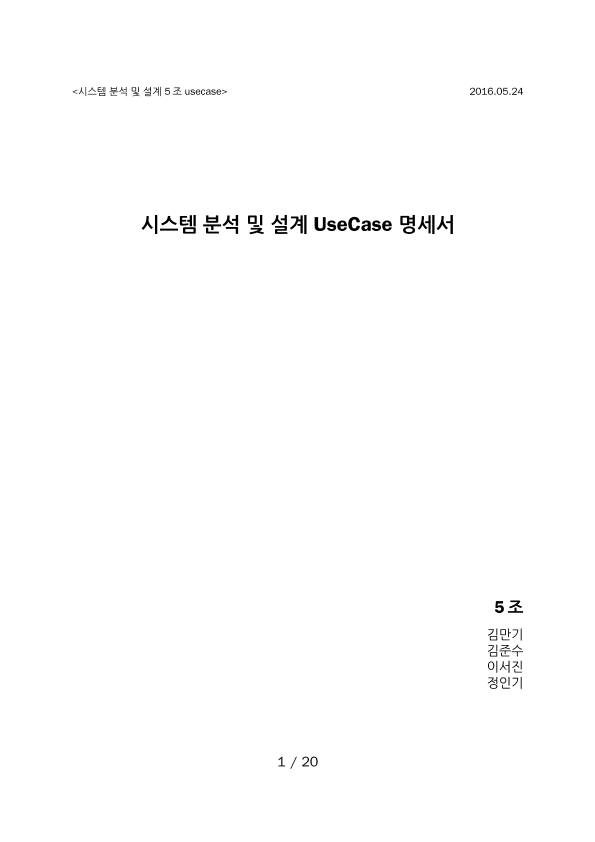 <시스템 분석 및 설계 5 조 usecase> 2016.05.24
시스템 분석 및 설계 UseCase 명세서
5 조
김만기
김준수
이서진
정인기
1 / 20